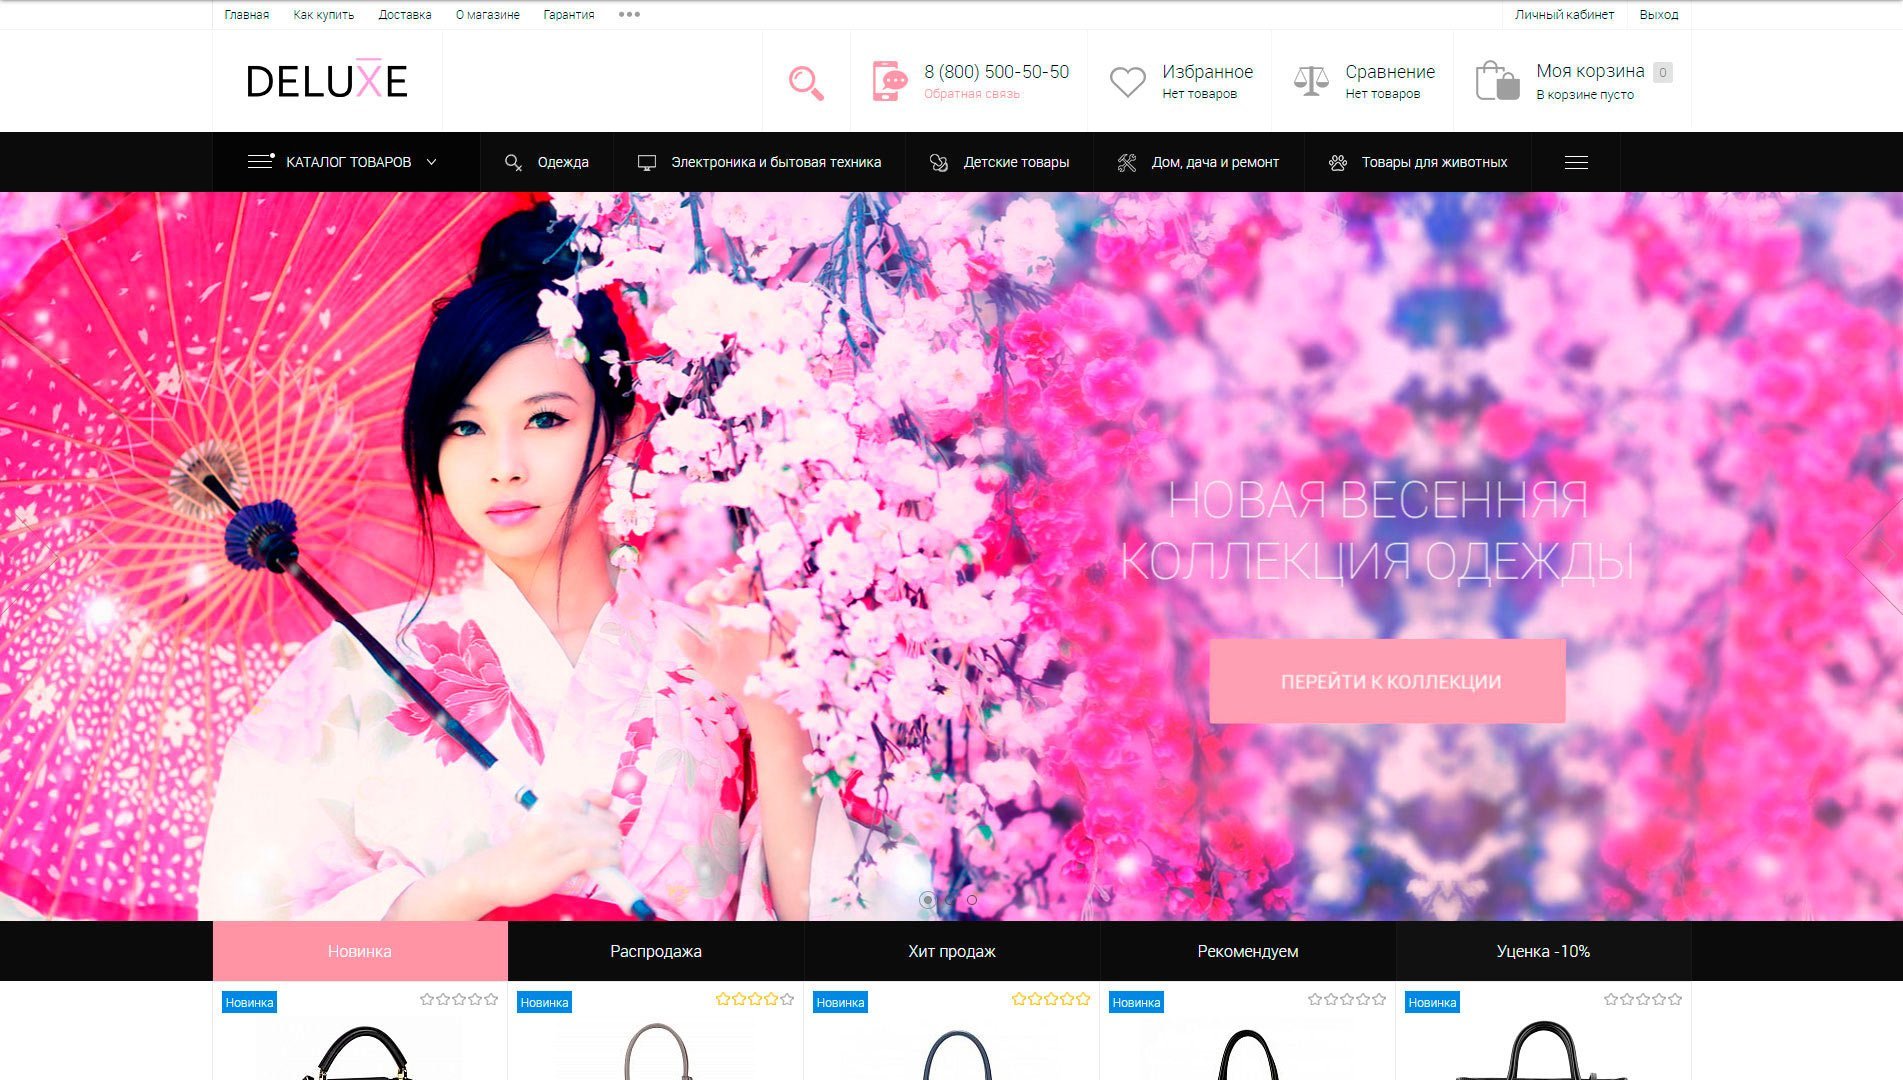 Главная Как купить Доставка О магазине Гарантия
Личный кабинет Выход
DELUXE
8 (800) 500-50-50
Обратная связь
Избранное
Нет товаров
Сравнение
Нет товаров
Моя корзина 0
В корзине пусто
КАТАЛОГ ТОВАРОВ Одежда Электроника и бытовая техника Детские товары Дом, дача и ремонт Товары для животных
НОВАЯ ВЕСЕННЯЯ
КОЛЛЕКЦИЯ ОДЕЖДЫ
ПЕРЕЙТИ К КОЛЛЕКЦИИ
Новинка Распродажа Хит продаж Рекомендуем Уценка -10%
Новинка Новинка Новинка Новинка Новинка